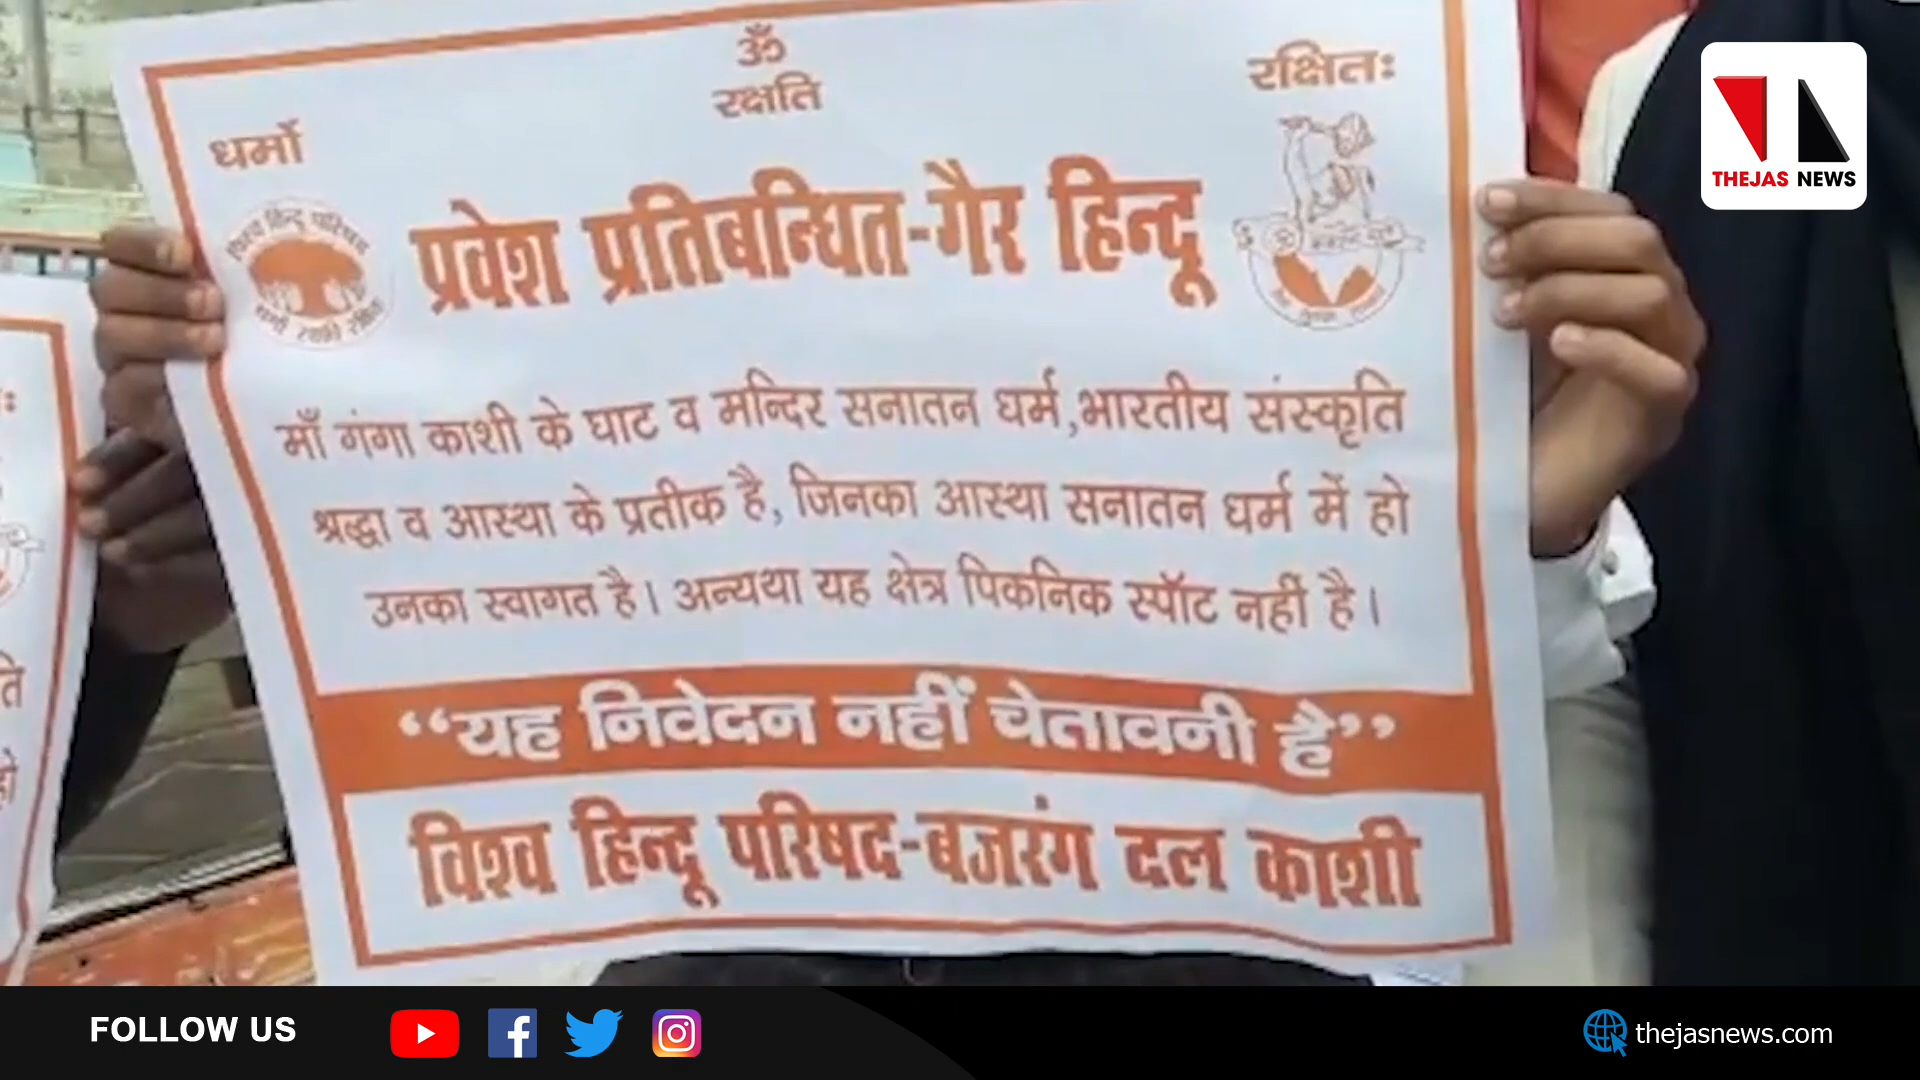 ॐ
धर्मो रक्षति रक्षितः
विश्व हिन्दू परिषद
प्रवेश प्रतिबन्धित-गैर हिन्दू
माँ गंगा काशी के घाट व मन्दिर सनातन धर्म,भारतीय संस्कृति
श्रद्धा व आस्था के प्रतीक है, जिनका आस्था सनातन धर्म में हो
उनका स्वागत है। अन्यथा यह क्षेत्र पिकनिक स्पॉट नहीं है।
“यह निवेदन नहीं चेतावनी है”
विश्व हिन्दू परिषद-बजरंग दल काशी
THEJAS NEWS
FOLLOW US
thejasnews.com